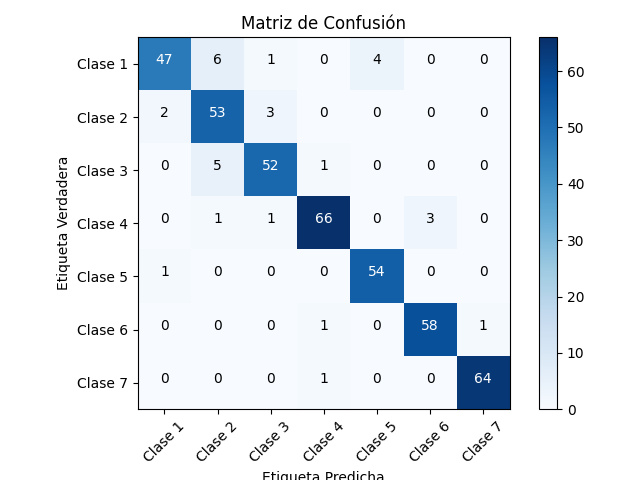 Matriz de Confusión
Etiqueta Verdadera
Clase 1 47 6 1 0 4 0 0
Clase 2 2 53 3 0 0 0 0
Clase 3 0 5 52 1 0 0 0
Clase 4 0 1 1 66 0 3 0
Clase 5 1 0 0 0 54 0 0
Clase 6 0 0 0 1 0 58 1
Clase 7 0 0 0 1 0 0 64
Clase 1 Clase 2 Clase 3 Clase 4 Clase 5 Clase 6 Clase 7
Etiqueta Predicha
60
50
40
30
20
10
0